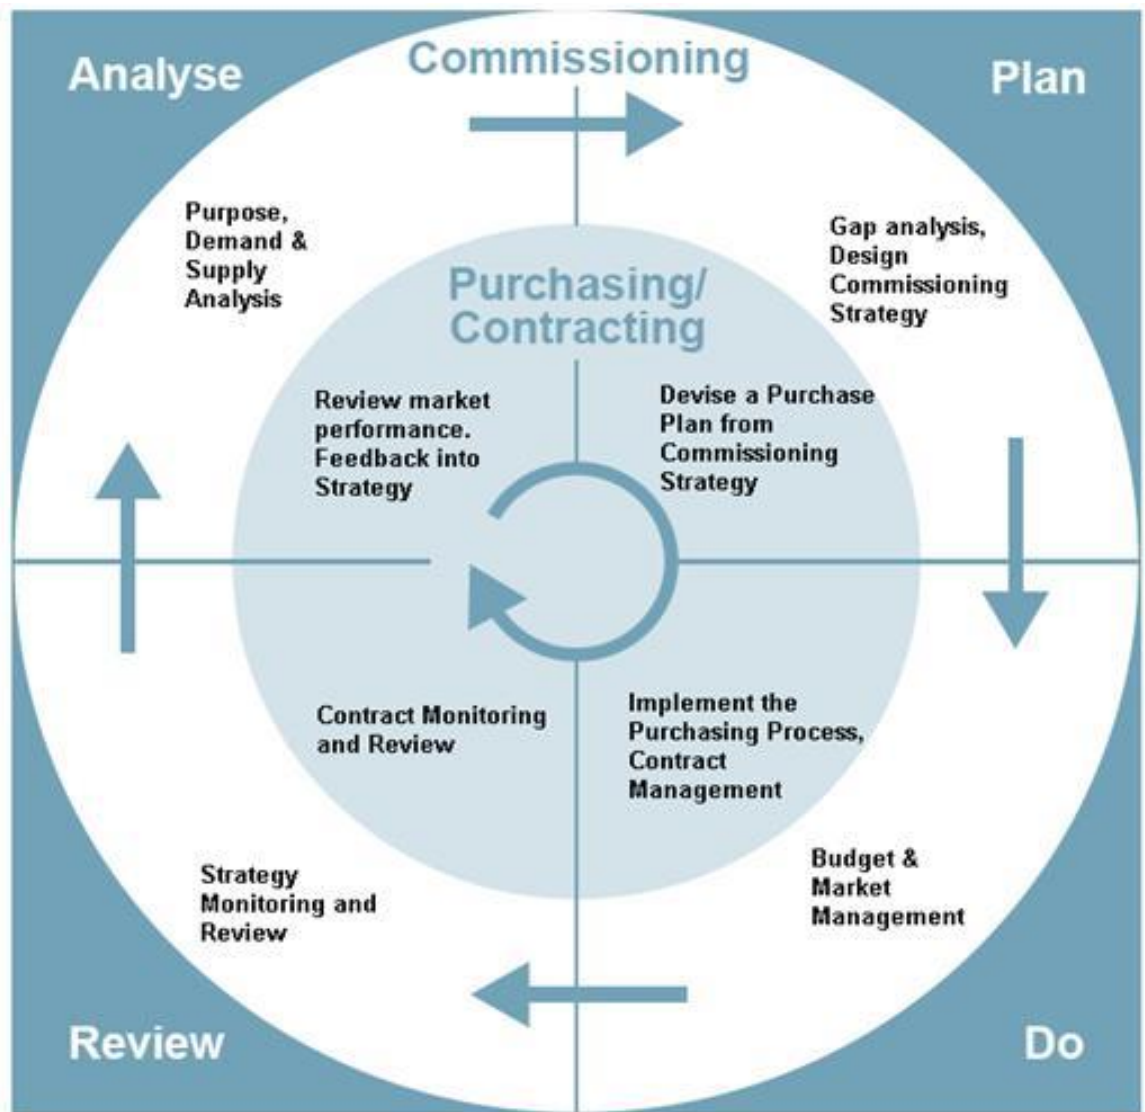 Analyse
Commissioning
Plan
Purpose,
Demand &
Supply
Analysis
Gap analysis,
Design
Commissioning
Strategy
Purchasing/
Contracting
Review market
performance.
Feedback into
Strategy
Devise a Purchase
Plan from
Commissioning
Strategy
Contract Monitoring
and Review
Implement the
Purchasing Process,
Contract
Management
Strategy
Monitoring and
Review
Budget &
Market
Management
Review
Do